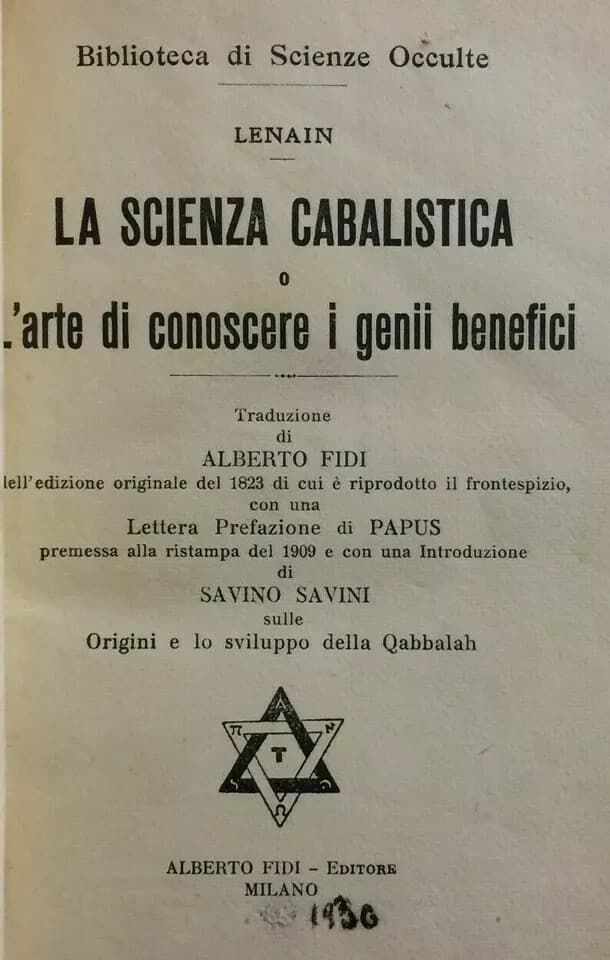 Biblioteca di Scienze Occulte
LENAIN
LA SCIENZA CABALISTICA
o
L'arte di conoscere i genii benefici
Traduzione
di
ALBERTO FIDI
dell'edizione originale del 1823 di cui è riprodotto il frontespizio,
con una
Lettera Prefazione di PAPUS
premessa alla ristampa del 1909 e con una Introduzione
di
SAVINO SAVINI
sulle
Origini e lo sviluppo della Qabbalah
A
Π N
T
Ω
ALBERTO FIDI - EDITORE
MILANO
1930